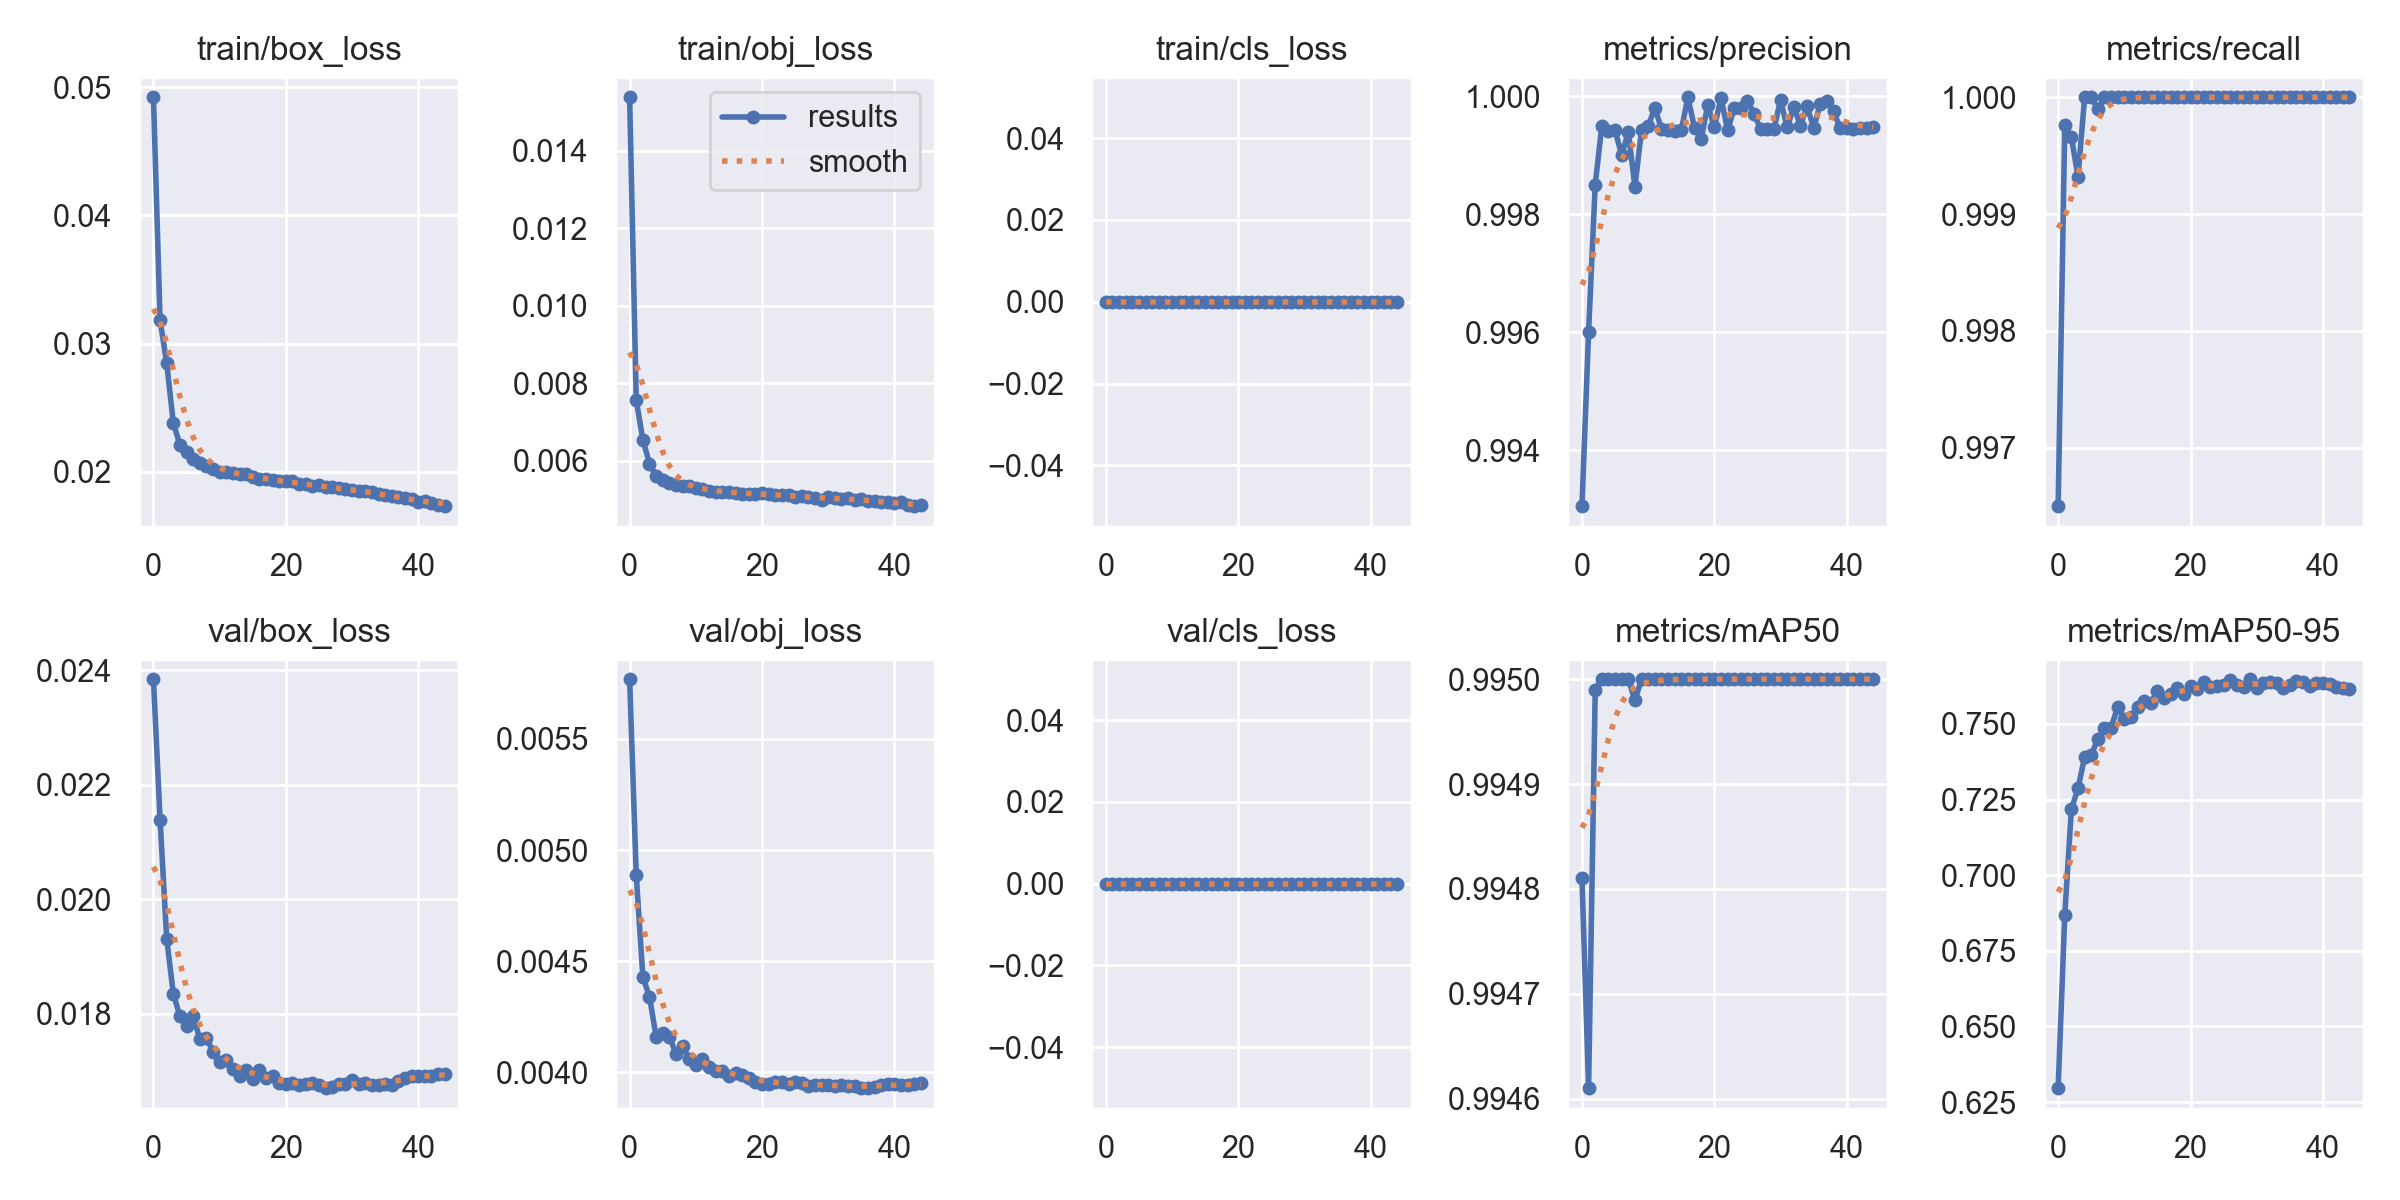 train/box_loss
0.05
0.04
0.03
0.02
0 20 40
train/obj_loss
results
smooth
0.014
0.012
0.010
0.008
0.006
0 20 40
train/cls_loss
0.04
0.02
0.00
−0.02
−0.04
0 20 40
metrics/precision
1.000
0.998
0.996
0.994
0 20 40
metrics/recall
1.000
0.999
0.998
0.997
0 20 40
val/box_loss
0.024
0.022
0.020
0.018
0 20 40
val/obj_loss
0.0055
0.0050
0.0045
0.0040
0 20 40
val/cls_loss
0.04
0.02
0.00
−0.02
−0.04
0 20 40
metrics/mAP50
0.9950
0.9949
0.9948
0.9947
0.9946
0 20 40
metrics/mAP50-95
0.750
0.725
0.700
0.675
0.650
0.625
0 20 40